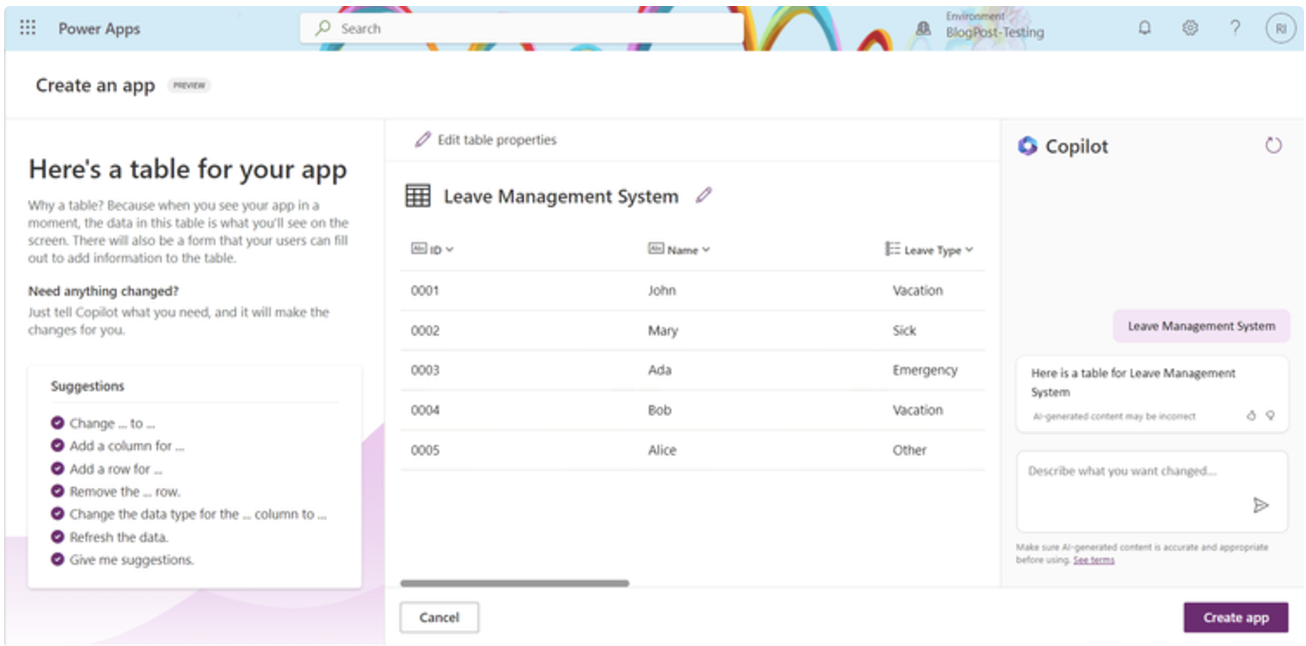 Power Apps
Search
Environment
BlogPost-Testing
?
RI
Create an app PREVIEW
Here's a table for your app
Why a table? Because when you see your app in a
moment, the data in this table is what you'll see on the
screen. There will also be a form that your users can fill
out to add information to the table.
Need anything changed?
Just tell Copilot what you need, and it will make the
changes for you.
Suggestions
Change ... to ...
Add a column for ...
Add a row for ...
Remove the ... row.
Change the data type for the ... column to ...
Refresh the data.
Give me suggestions.
Edit table properties
Leave Management System
Abc ID Abc Name Leave Type
0001 John Vacation
0002 Mary Sick
0003 Ada Emergency
0004 Bob Vacation
0005 Alice Other
Cancel
Copilot
Leave Management System
Here is a table for Leave Management
System
AI-generated content may be incorrect
Describe what you want changed...
Make sure AI-generated content is accurate and appropriate
before using. See terms
Create app